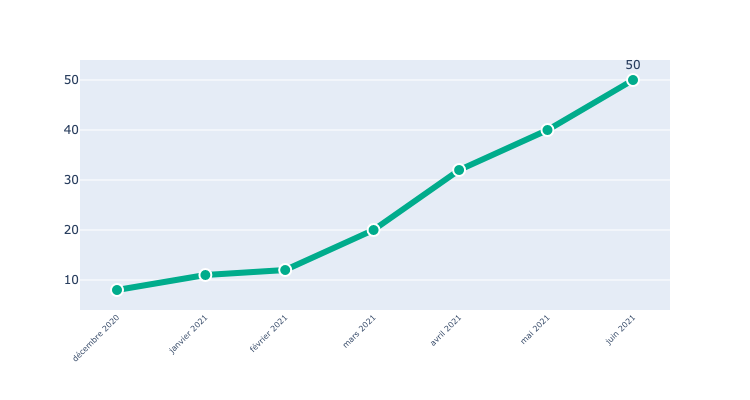 50
50
40
30
20
10
décembre 2020
janvier 2021
février 2021
mars 2021
avril 2021
mai 2021
juin 2021